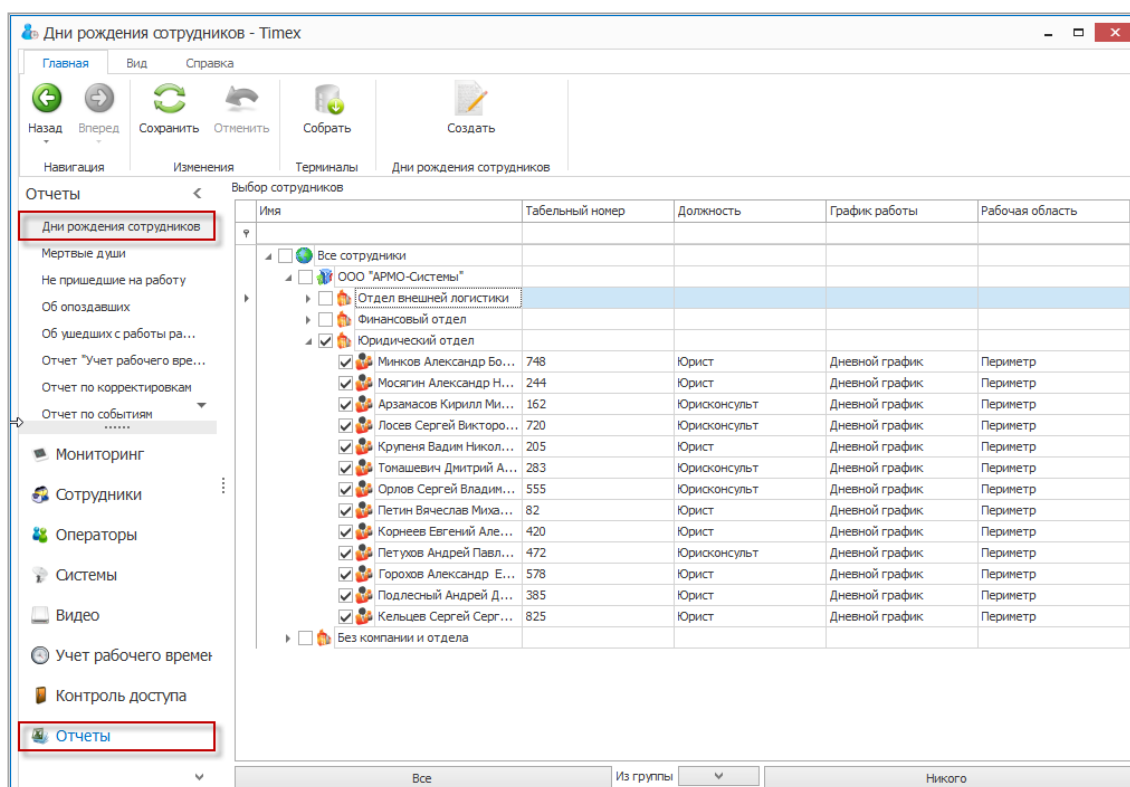 Дни рождения сотрудников - Timex
Главная Вид Справка
Назад Вперед Сохранить Отменить Собрать Создать
Навигация Изменения Терминалы Дни рождения сотрудников
Отчеты
Дни рождения сотрудников
Мертвые души
Не пришедшие на работу
Об опоздавших
Об ушедших с работы ра...
Отчет "Учет рабочего вре...
Отчет по корректировкам
Отчет по событиям
Мониторинг
Сотрудники
Операторы
Системы
Видео
Учет рабочего времен
Контроль доступа
Отчеты
Выбор сотрудников
Имя Табельный номер Должность График работы Рабочая область
Все сотрудники
ООО "АРМО-Системы"
Отдел внешней логистики
Финансовый отдел
Юридический отдел
Минков Александр Бо... 748 Юрист Дневной график Периметр
Мосягин Александр Н... 244 Юрист Дневной график Периметр
Арзамасов Кирилл Ми... 162 Юрисконсульт Дневной график Периметр
Лосев Сергей Викторо... 720 Юрисконсульт Дневной график Периметр
Крупеня Вадим Никол... 205 Юрист Дневной график Периметр
Томашевич Дмитрий А... 283 Юрисконсульт Дневной график Периметр
Орлов Сергей Владим... 555 Юрисконсульт Дневной график Периметр
Петин Вячеслав Миха... 82 Юрист Дневной график Периметр
Корнеев Евгений Але... 420 Юрист Дневной график Периметр
Петухов Андрей Павл... 472 Юрисконсульт Дневной график Периметр
Горохов Александр Е... 578 Юрист Дневной график Периметр
Подлесный Андрей Д... 385 Юрист Дневной график Периметр
Кельцев Сергей Серг... 825 Юрист Дневной график Периметр
Без компании и отдела
Все Из группы Никого